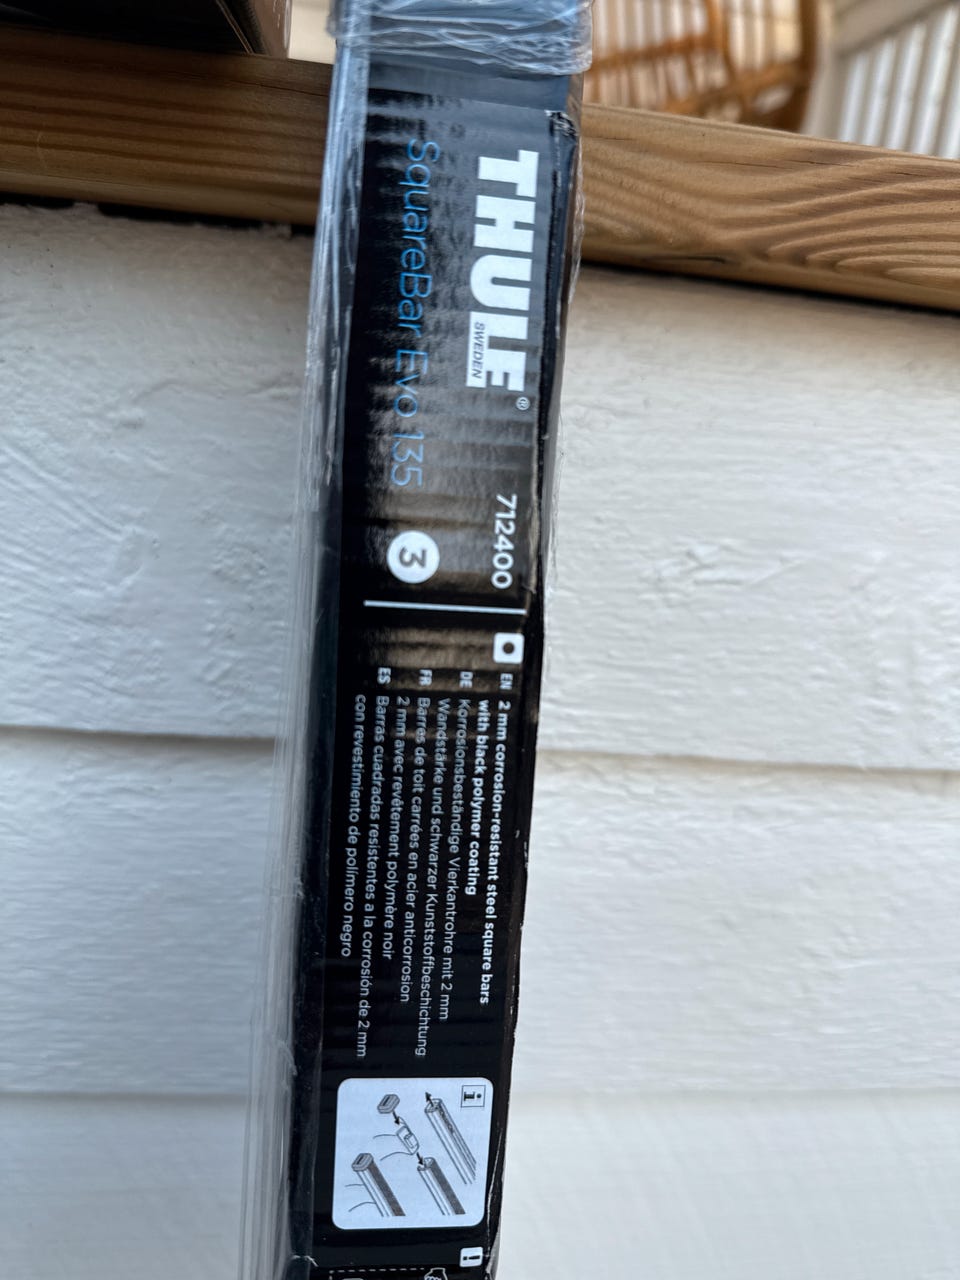 THULE®
SWEDEN
SquareBar Evo 135
712400
3
EN 2 mm corrosion-resistant steel square bars
with black polymer coating
DE Korrosionsbeständige Vierkantrohre mit 2 mm
Wandstärke und schwarzer Kunststoffbeschichtung
FR Barres de toit carrées en acier anticorrosion
2 mm avec revêtement polymère noir
ES Barras cuadradas resistentes a la corrosión de 2 mm
con revestimiento de polímero negro
i
!